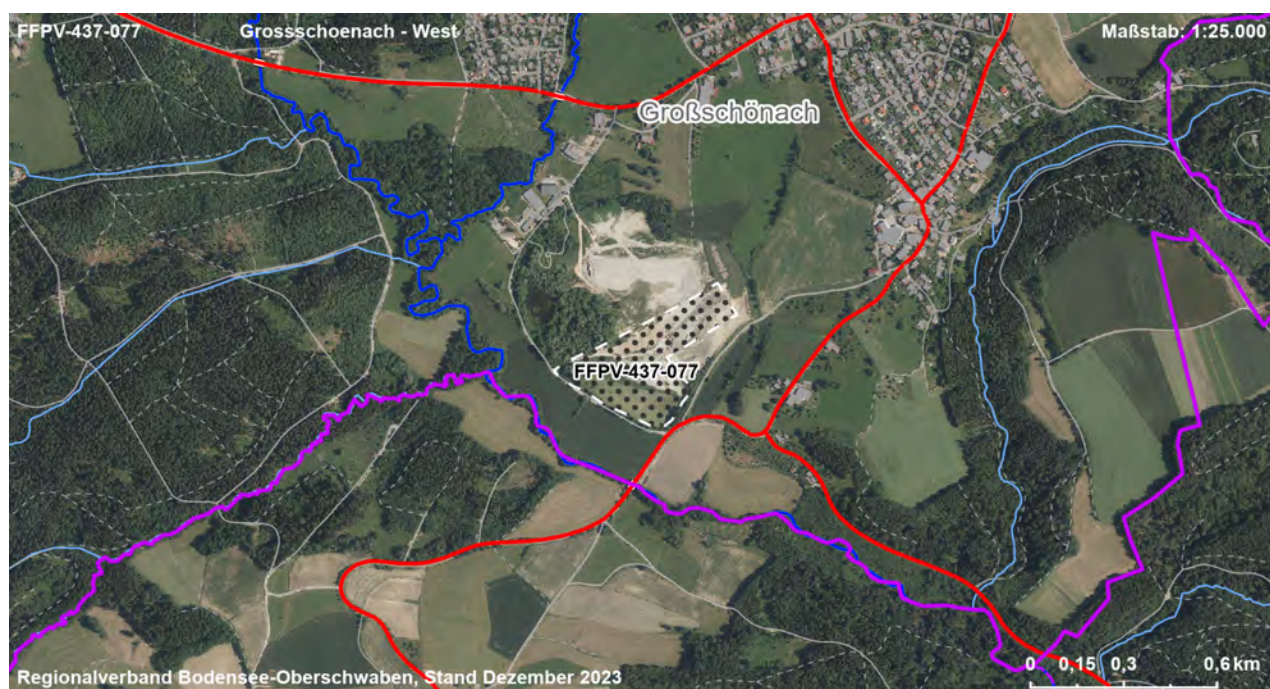 FFPV-437-077 Grossschoenach - West Maßstab: 1:25.000
Großschönach
FFPV-437-077
Regionalverband Bodensee-Oberschwaben, Stand Dezember 2023
0 0,15 0,3 0,6 km